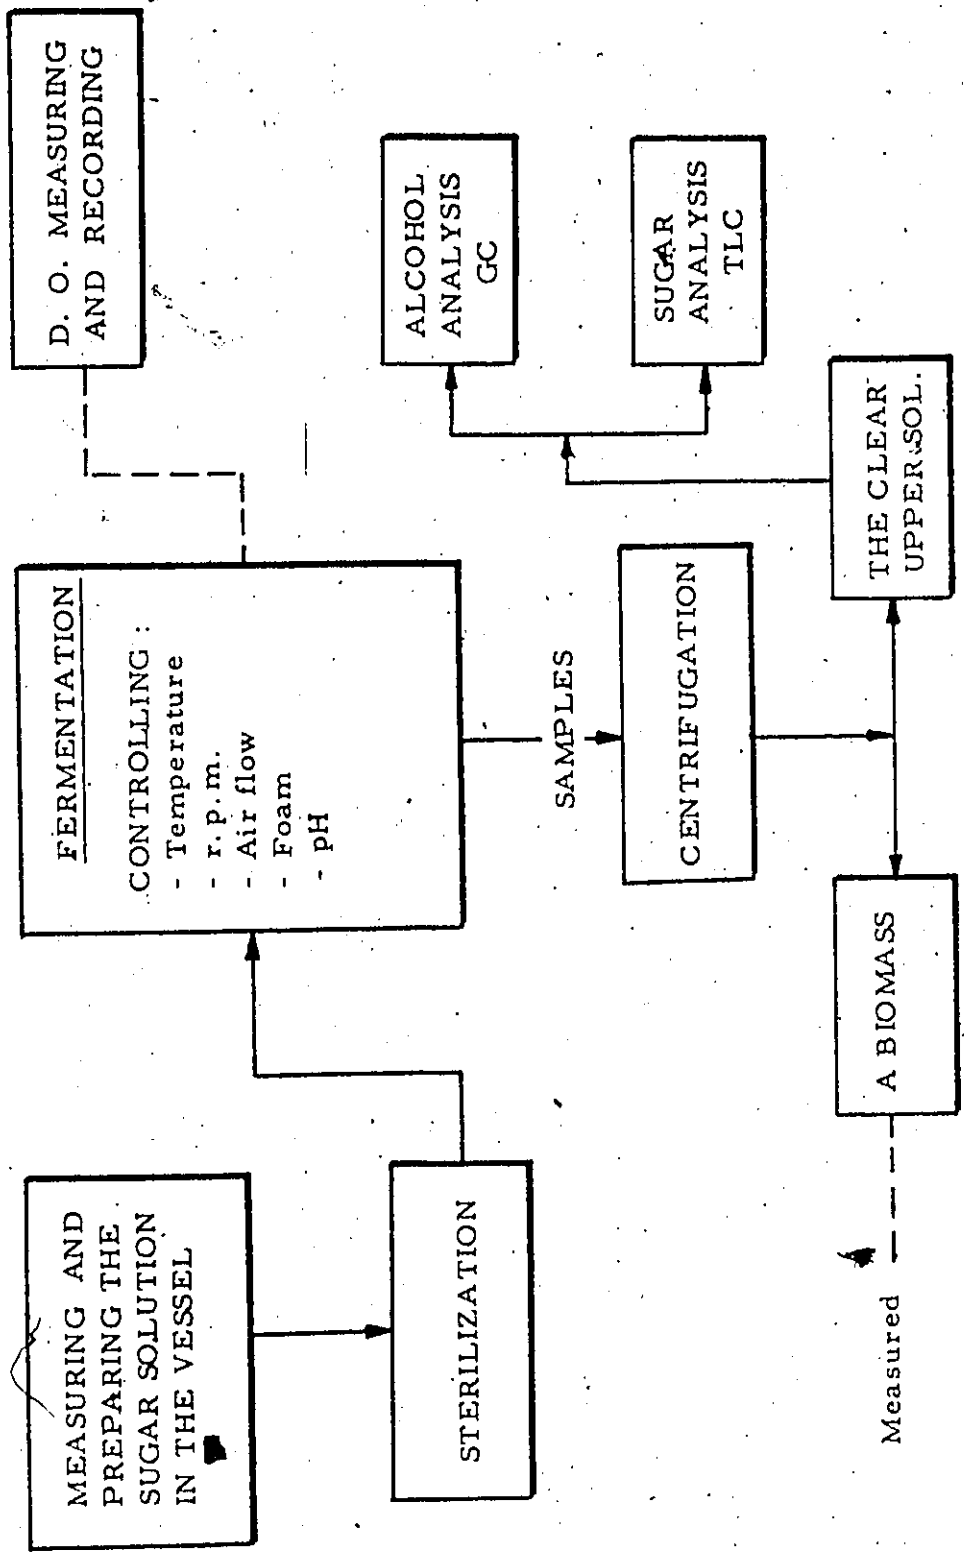 MEASURING AND
PREPARING THE
SUGAR SOLUTION
IN THE VESSEL
STERILIZATION
FERMENTATION
CONTROLLING :
- Temperature
- r.p.m.
- Air flow
- Foam
- pH
D. O. MEASURING
AND RECORDING
SAMPLES
CENTRIFUGATION
ALCOHOL
ANALYSIS
GC
SUGAR
ANALYSIS
TLC
THE CLEAR
UPPER SOL.
A BIOMASS
Measured